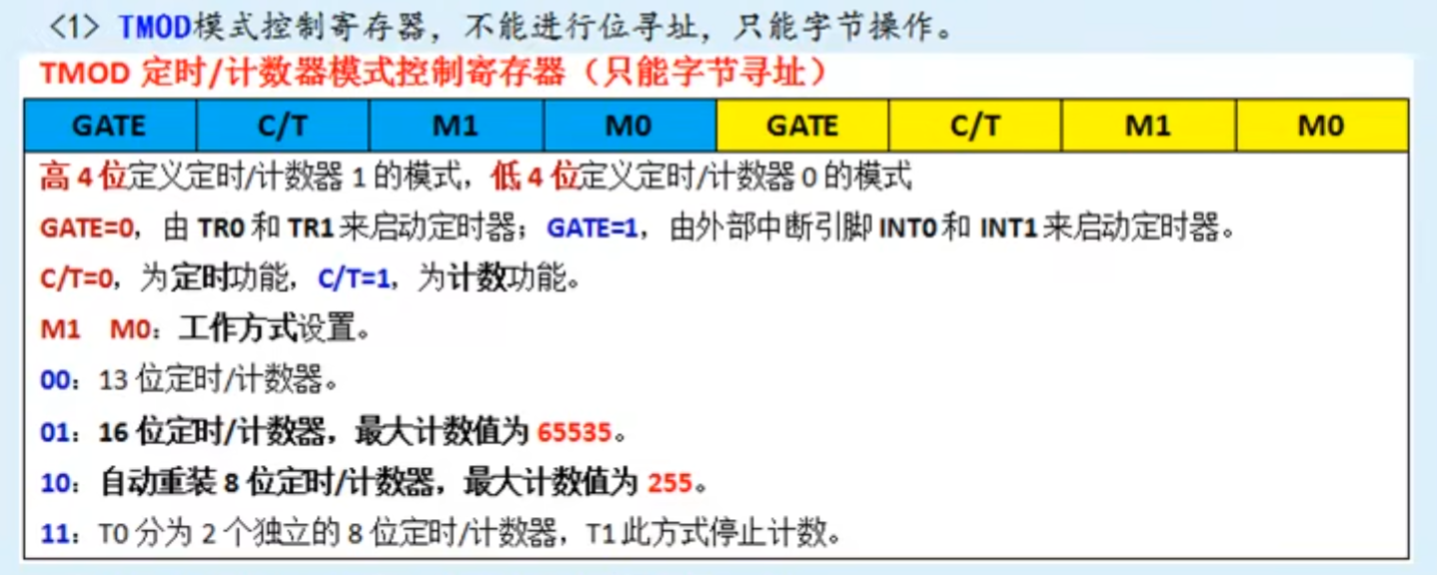 <1> TMOD模式控制寄存器，不能进行位寻址，只能字节操作。
TMOD 定时/计数器模式控制寄存器（只能字节寻址）
GATE C/T M1 M0 GATE C/T M1 M0
高 4 位定义定时/计数器 1 的模式，低 4 位定义定时/计数器 0 的模式
GATE=0，由 TR0 和 TR1 来启动定时器；GATE=1，由外部中断引脚 INT0 和 INT1 来启动定时器。
C/T=0，为定时功能，C/T=1，为计数功能。
M1 M0：工作方式设置。
00：13 位定时/计数器。
01：16 位定时/计数器，最大计数值为 65535。
10：自动重装 8 位定时/计数器，最大计数值为 255。
11：T0 分为 2 个独立的 8 位定时/计数器，T1 此方式停止计数。